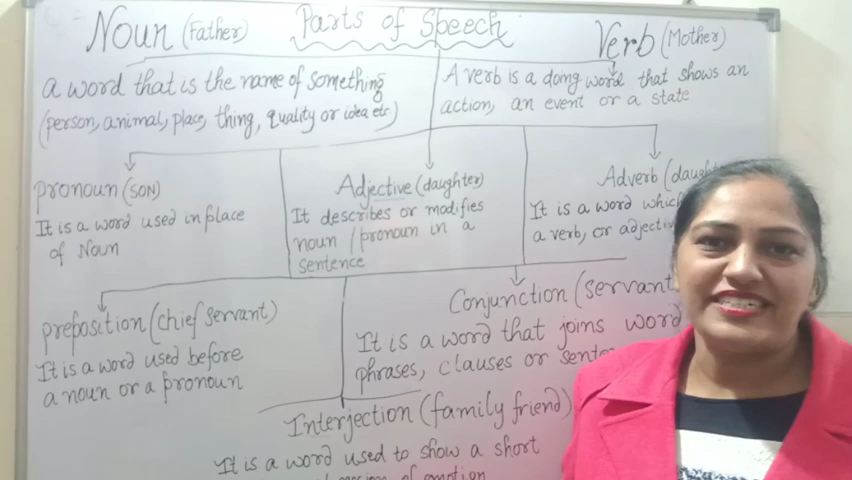 Parts of Speech
Noun (Father)
a word that is the name of something
(person, animal, place, thing, quality or idea etc)
Verb (Mother)
A verb is a doing word that shows an
action, an event or a state
pronoun (SON)
It is a word used in place
of Noun
Adjective (daughter)
It describes or modifies
noun / pronoun in a
sentence
Adverb (
It is a word which
a verb, or
preposition (chief servant)
It is a word used before
a noun or a pronoun
Conjunction (servant
It is a word that joins word
phrases, clauses or
Interjection (family friend)
It is a word used to show a short
of emotion